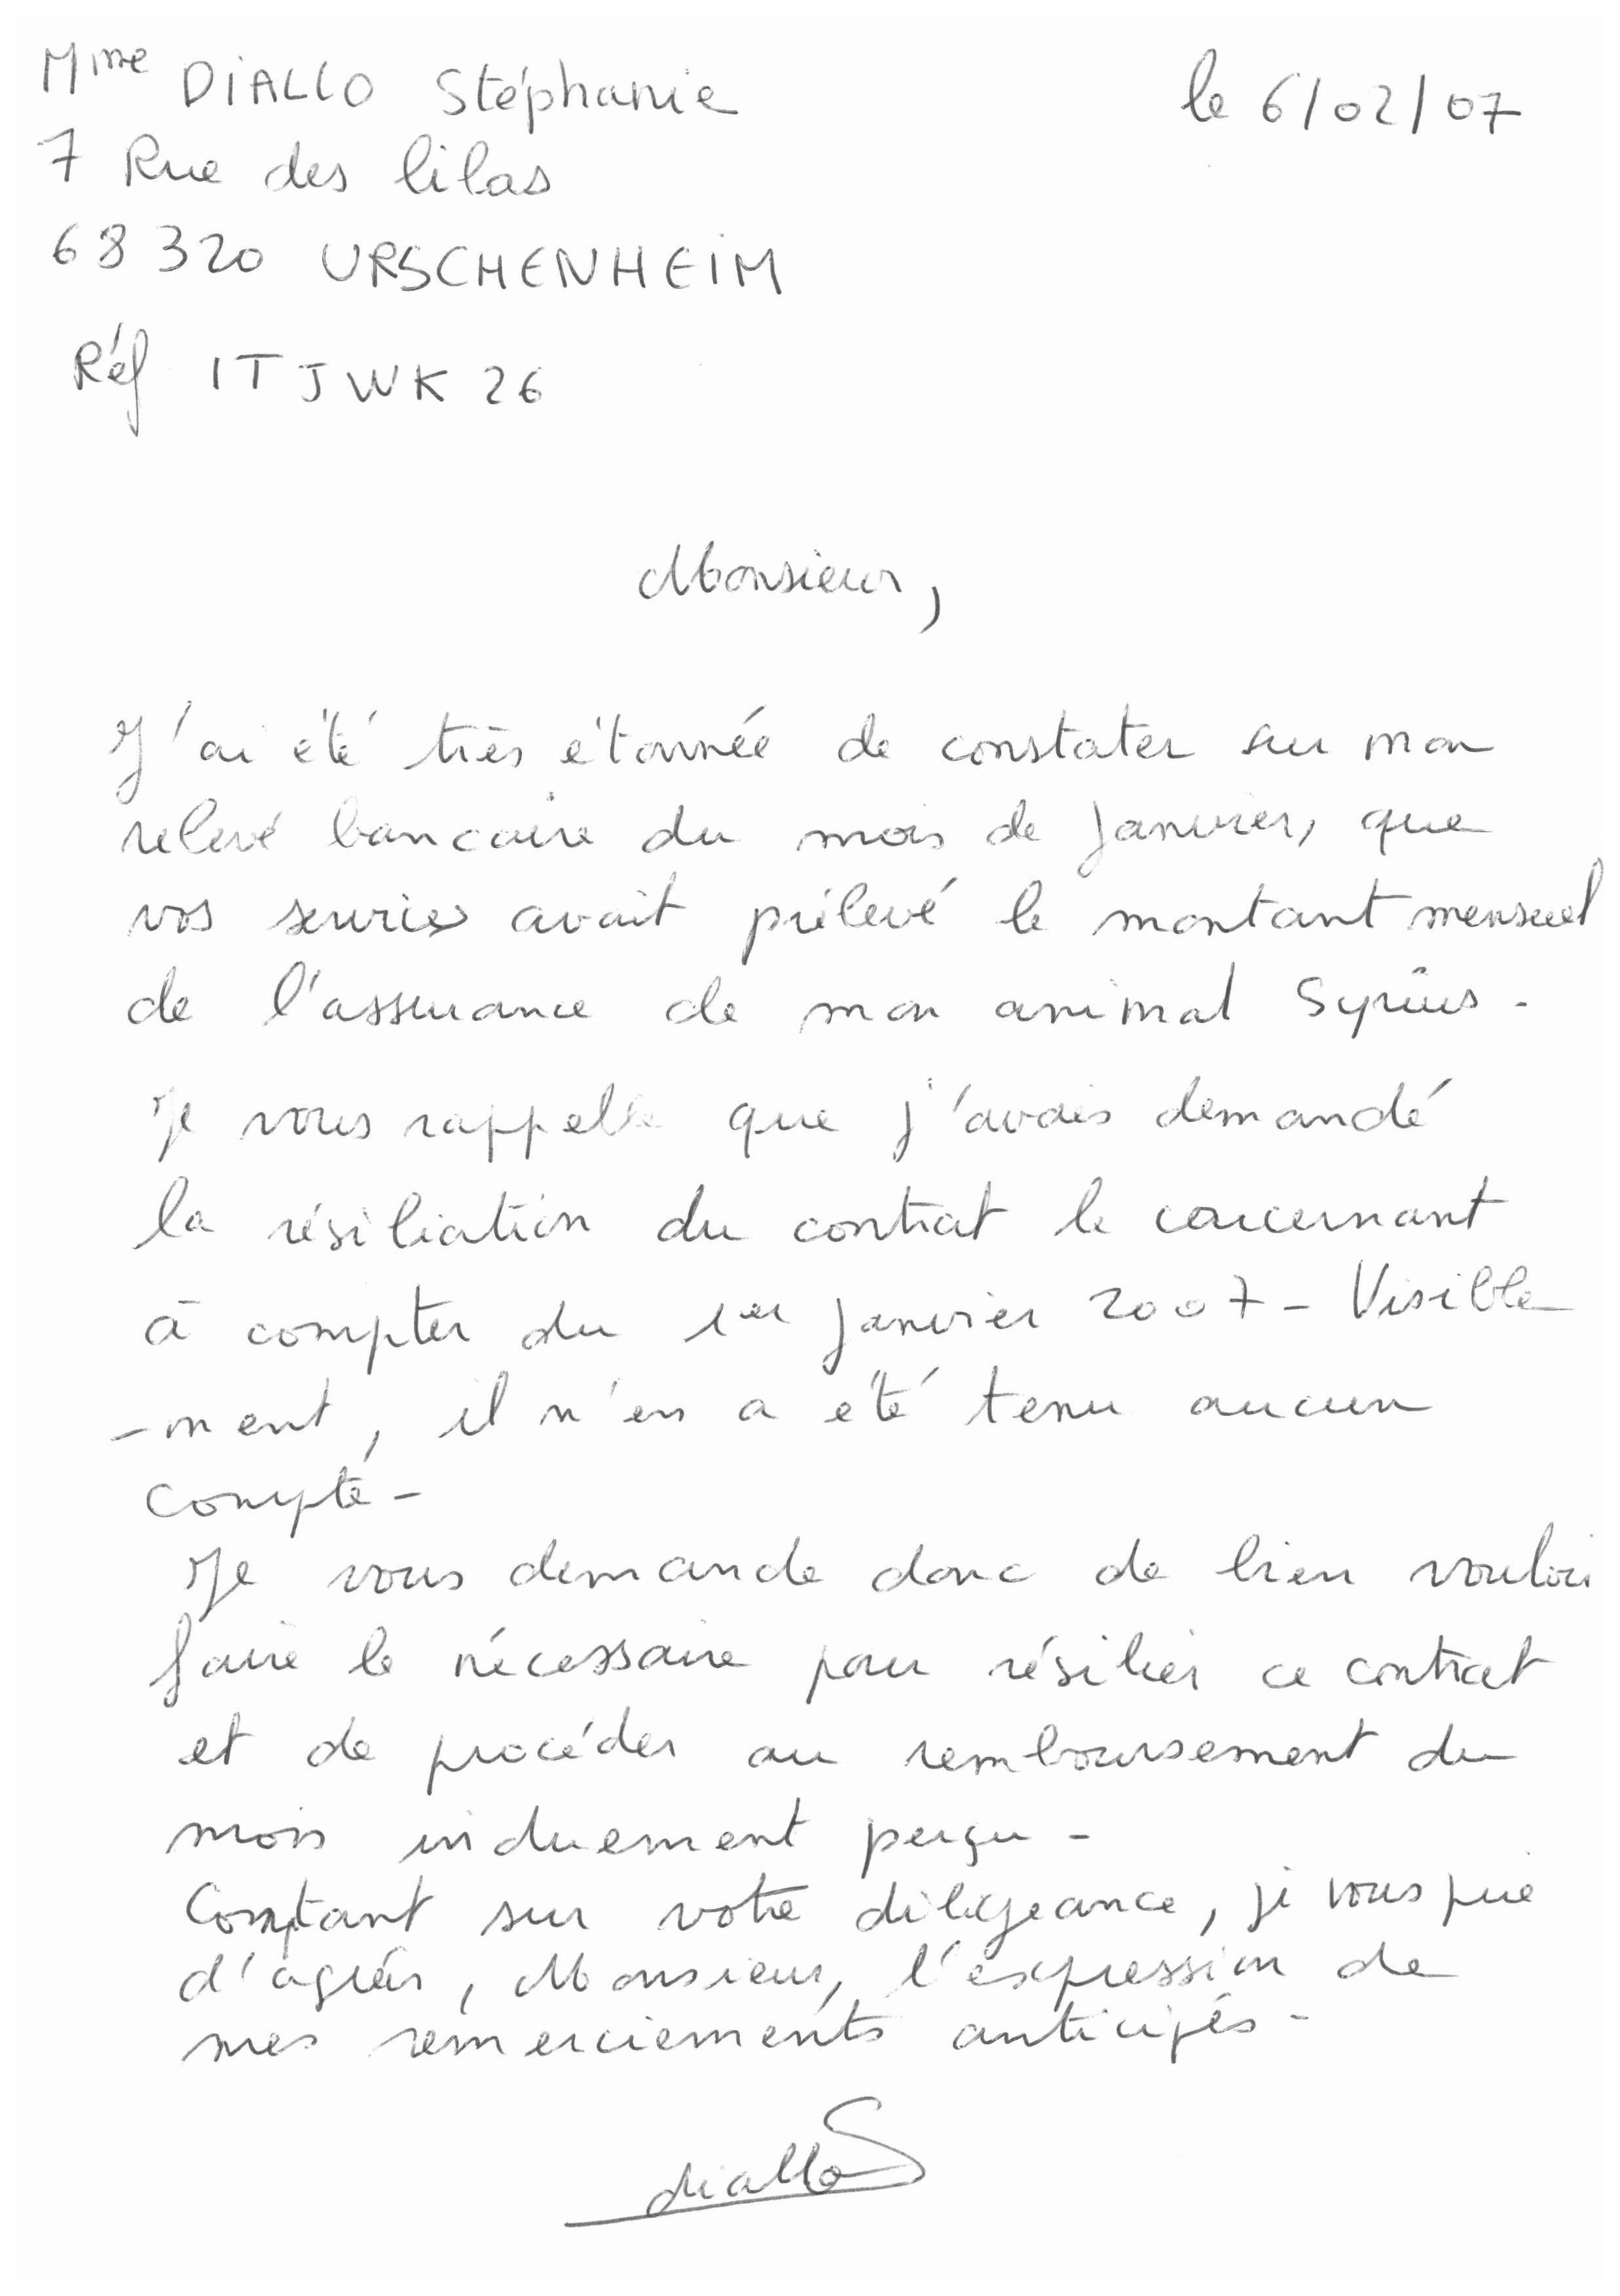 Mme DIALLO Stéphanie
le 6/02/07
7 Rue des lilas
68320 URSCHENHEIM
Réf ITJWK26
Monsieur,
J'ai été très étonnée de constater sur mon
relevé bancaire du mois de Janvier, que
vos services avait prélevé le montant mensuel
de l'assurance de mon animal Syrius -
Je vous rappelle que j'avais demandé
la résiliation du contrat le concernant
à compter du 1er Janvier 2007 - Visible
-ment, il n'en a été tenu aucun
compte -
Je vous demande donc de bien vouloir
faire le nécessaire pour résilier ce contrat
et de procéder au remboursement du
mois induement perçu -
Comptant sur votre diligeance, je vous prie
d'agréer, Monsieur, l'expression de
mes remerciements anticipés -
diallo S